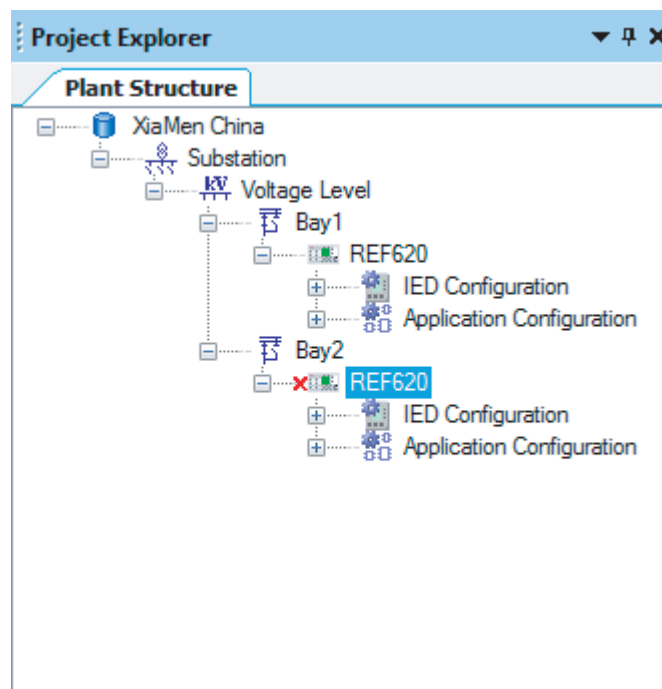 Project Explorer
Plant Structure
XiaMen China
Substation
kV Voltage Level
Bay1
REF620
IED Configuration
Application Configuration
Bay2
REF620
IED Configuration
Application Configuration